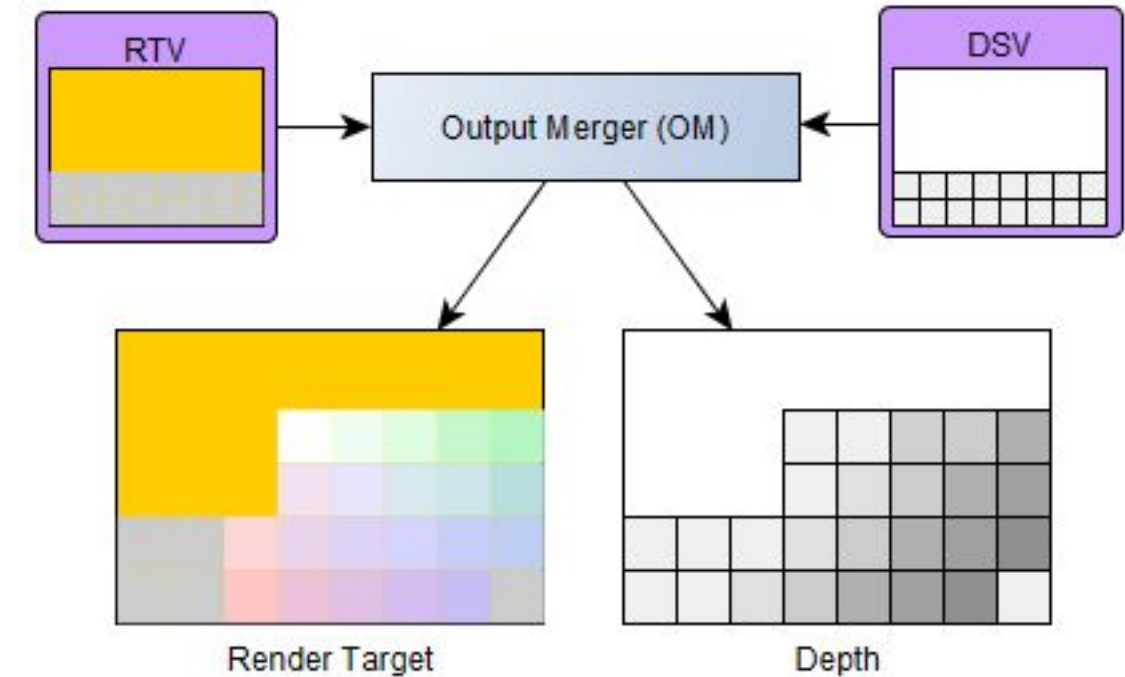 RTV
DSV
Output Merger (OM)
Render Target
Depth